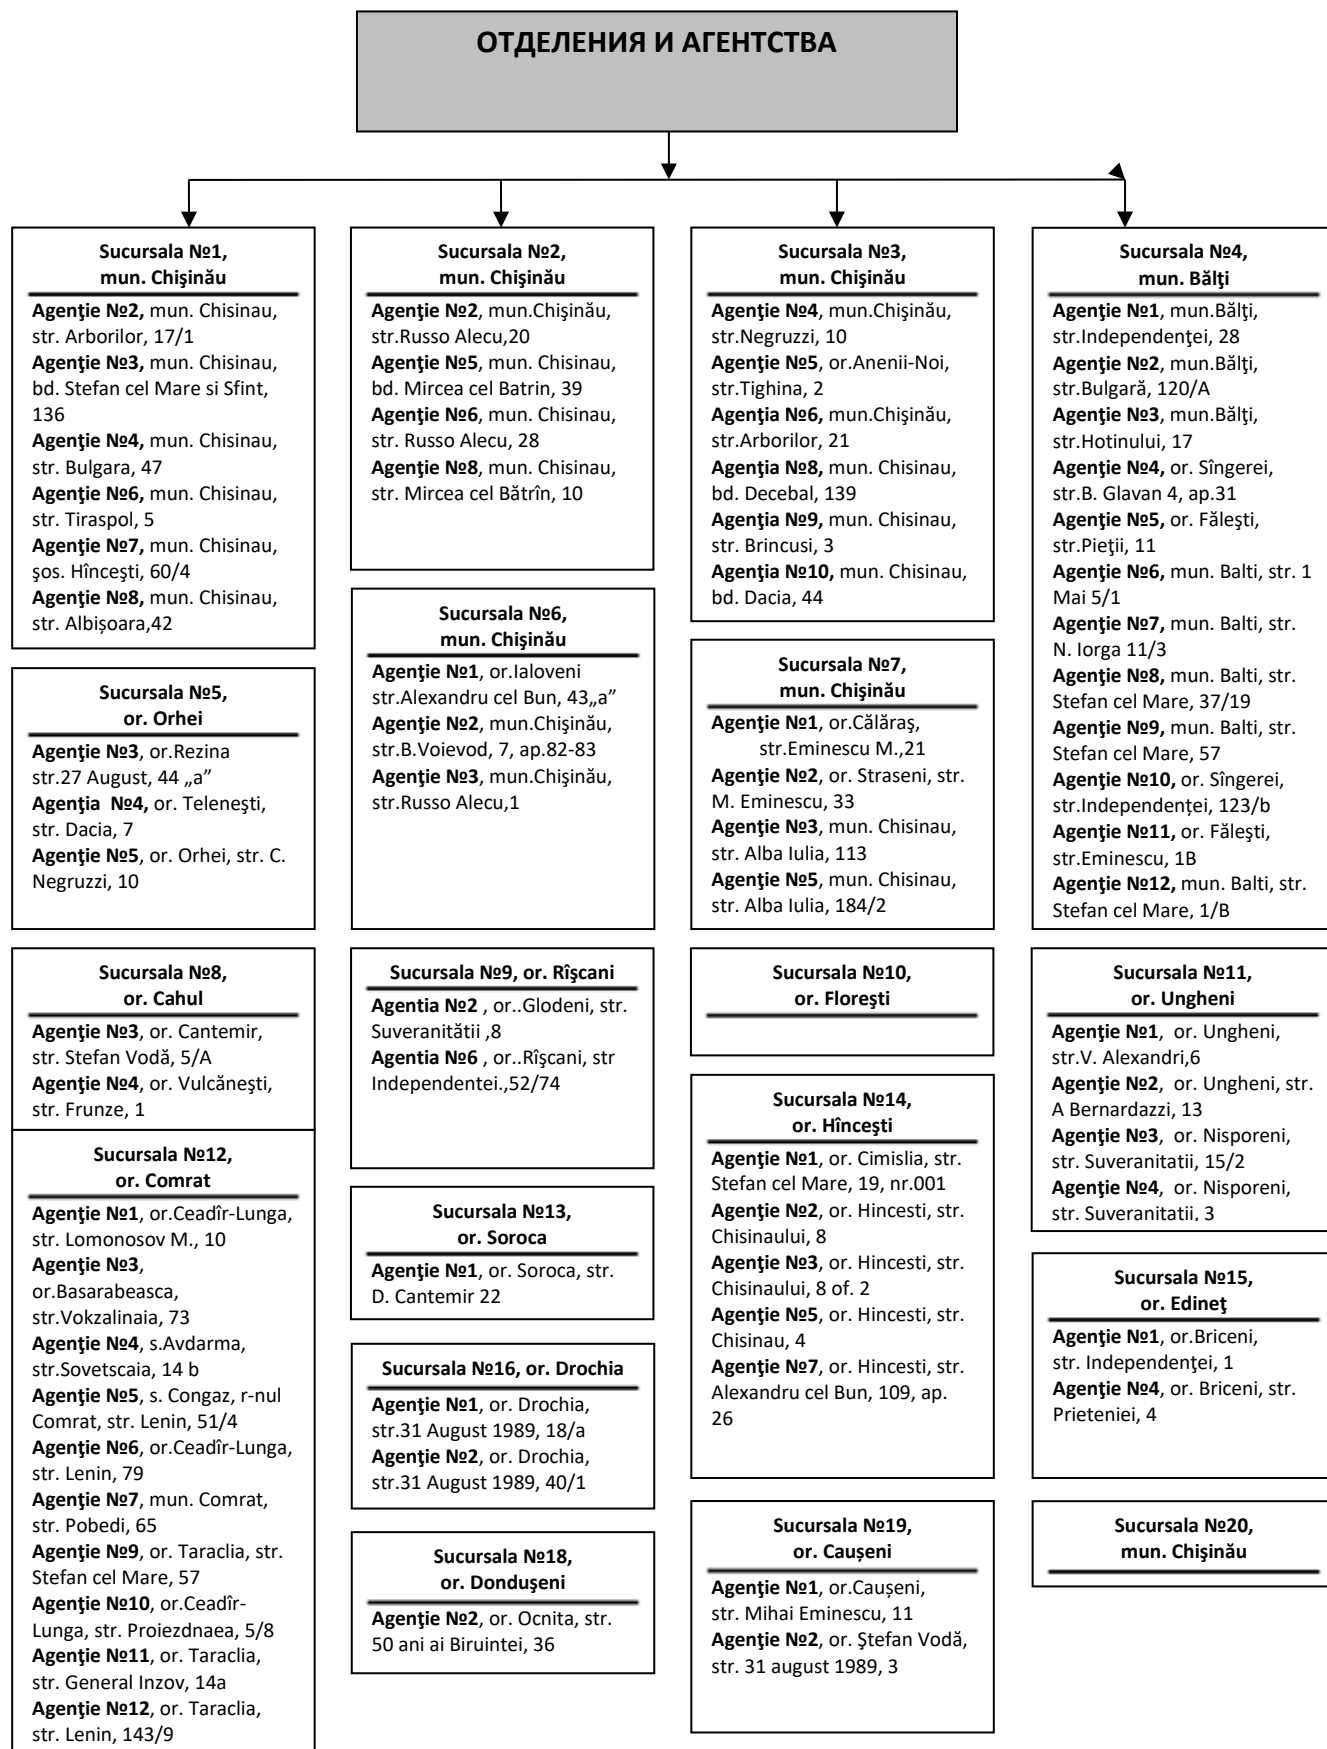 ОТДЕЛЕНИЯ И АГЕНТСТВА
Sucursala №1,
mun. Chişinău
Agenţie №2, mun. Chisinau,
str. Arborilor, 17/1
Agenţie №3, mun. Chisinau,
bd. Stefan cel Mare si Sfint,
136
Agenţie №4, mun. Chisinau,
str. Bulgara, 47
Agenţie №6, mun. Chisinau,
str. Tiraspol, 5
Agenţie №7, mun. Chisinau,
şos. Hînceşti, 60/4
Agenţie №8, mun. Chisinau,
str. Albișoara,42
Sucursala №2,
mun. Chişinău
Agenţie №2, mun.Chişinău,
str.Russo Alecu,20
Agenţie №5, mun. Chisinau,
bd. Mircea cel Batrin, 39
Agenţie №6, mun. Chisinau,
str. Russo Alecu, 28
Agenţie №8, mun. Chisinau,
str. Mircea cel Bătrîn, 10
Sucursala №3,
mun. Chişinău
Agenţie №4, mun.Chişinău,
str.Negruzzi, 10
Agenţie №5, or.Anenii-Noi,
str.Tighina, 2
Agenţia №6, mun.Chişinău,
str.Arborilor, 21
Agenţia №8, mun. Chisinau,
bd. Decebal, 139
Agenţia №9, mun. Chisinau,
str. Brincusi, 3
Agenţia №10, mun. Chisinau,
bd. Dacia, 44
Sucursala №4,
mun. Bălţi
Agenţie №1, mun.Bălţi,
str.Independenţei, 28
Agenţie №2, mun.Bălţi,
str.Bulgară, 120/A
Agenţie №3, mun.Bălţi,
str.Hotinului, 17
Agenţie №4, or. Sîngerei,
str.B. Glavan 4, ap.31
Agenţie №5, or. Făleşti,
str.Pieţii, 11
Agenţie №6, mun. Balti, str. 1
Mai 5/1
Agenţie №7, mun. Balti, str.
N. Iorga 11/3
Agenţie №8, mun. Balti, str.
Stefan cel Mare, 37/19
Agenţie №9, mun. Balti, str.
Stefan cel Mare, 57
Agenţie №10, or. Sîngerei,
str.Independenței, 123/b
Agenţie №11, or. Făleşti,
str.Eminescu, 1B
Agenţie №12, mun. Balti, str.
Stefan cel Mare, 1/B
Sucursala №5,
or. Orhei
Agenţie №3, or.Rezina
str.27 August, 44 „a”
Agenţia №4, or. Teleneşti,
str. Dacia, 7
Agenţie №5, or. Orhei, str. C.
Negruzzi, 10
Sucursala №6,
mun. Chişinău
Agenţie №1, or.Ialoveni
str.Alexandru cel Bun, 43„a”
Agenţie №2, mun.Chişinău,
str.B.Voievod, 7, ap.82-83
Agenţie №3, mun.Chişinău,
str.Russo Alecu,1
Sucursala №7,
mun. Chişinău
Agenţie №1, or.Călăraş,
str.Eminescu M.,21
Agenţie №2, or. Straseni, str.
M. Eminescu, 33
Agenţie №3, mun. Chisinau,
str. Alba Iulia, 113
Agenţie №5, mun. Chisinau,
str. Alba Iulia, 184/2
Sucursala №8,
or. Cahul
Agenţie №3, or. Cantemir,
str. Stefan Vodă, 5/A
Agenţie №4, or. Vulcăneşti,
str. Frunze, 1
Sucursala №9, or. Rîşcani
Agentia №2 , or..Glodeni, str.
Suveranitătii ,8
Agentia №6 , or..Rîşcani, str
Independentei.,52/74
Sucursala №10,
or. Floreşti
Sucursala №11,
or. Ungheni
Agenţie №1, or. Ungheni,
str.V. Alexandri,6
Agenţie №2, or. Ungheni, str.
A Bernardazzi, 13
Agenţie №3, or. Nisporeni,
str. Suveranitatii, 15/2
Agenţie №4, or. Nisporeni,
str. Suveranitatii, 3
Sucursala №12,
or. Comrat
Agenţie №1, or.Ceadîr-Lunga,
str. Lomonosov M., 10
Agenţie №3,
or.Basarabeasca,
str.Vokzalinaia, 73
Agenţie №4, s.Avdarma,
str.Sovetscaia, 14 b
Agenţie №5, s. Congaz, r-nul
Comrat, str. Lenin, 51/4
Agenţie №6, or.Ceadîr-Lunga,
str. Lenin, 79
Agenţie №7, mun. Comrat,
str. Pobedi, 65
Agenţie №9, or. Taraclia, str.
Stefan cel Mare, 57
Agenţie №10, or.Ceadîr-
Lunga, str. Proiezdnaea, 5/8
Agenţie №11, or. Taraclia,
str. General Inzov, 14a
Agenţie №12, or. Taraclia,
str. Lenin, 143/9
Sucursala №13,
or. Soroca
Agenţie №1, or. Soroca, str.
D. Cantemir 22
Sucursala №14,
or. Hînceşti
Agenţie №1, or. Cimislia, str.
Stefan cel Mare, 19, nr.001
Agenţie №2, or. Hincesti, str.
Chisinaului, 8
Agenţie №3, or. Hincesti, str.
Chisinaului, 8 of. 2
Agenţie №5, or. Hincesti, str.
Chisinau, 4
Agenţie №7, or. Hincesti, str.
Alexandru cel Bun, 109, ap.
26
Sucursala №15,
or. Edineţ
Agenţie №1, or.Briceni,
str. Independenţei, 1
Agenţie №4, or. Briceni, str.
Prieteniei, 4
Sucursala №16, or. Drochia
Agenţie №1, or. Drochia,
str.31 August 1989, 18/a
Agenţie №2, or. Drochia,
str.31 August 1989, 40/1
Sucursala №18,
or. Donduşeni
Agenţie №2, or. Ocnita, str.
50 ani ai Biruintei, 36
Sucursala №19,
or. Caușeni
Agenţie №1, or.Caușeni,
str. Mihai Eminescu, 11
Agenţie №2, or. Ştefan Vodă,
str. 31 august 1989, 3
Sucursala №20,
mun. Chişinău